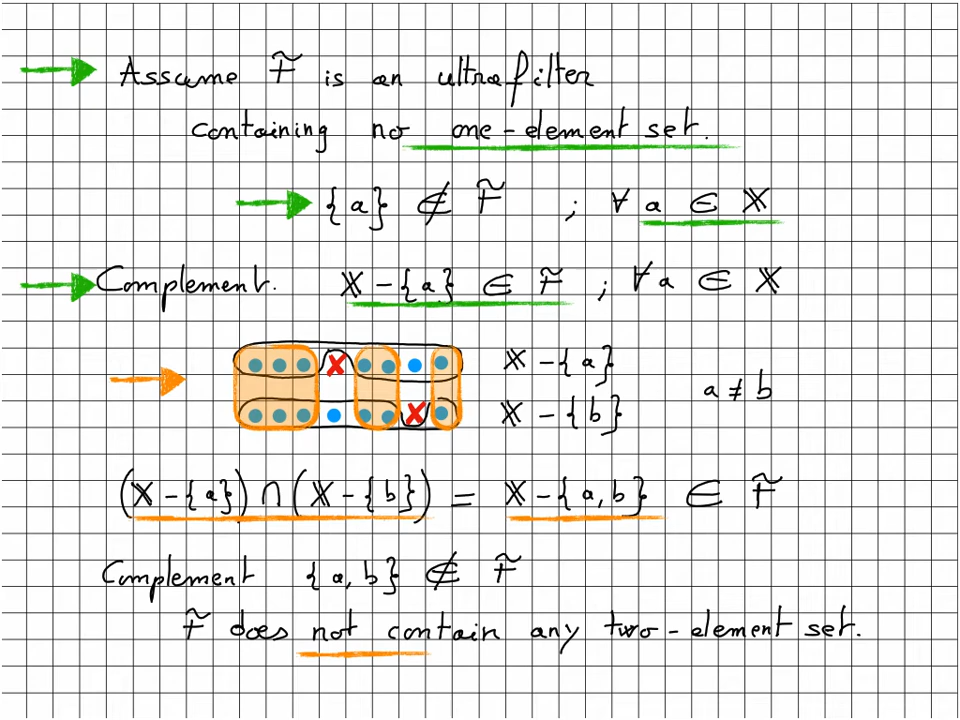 Assume F̃ is an ultrafilter
containing no one-element set.
{a} ∉ F̃ ; ∀ a ∈ 𝕏
Complement. 𝕏 - {a} ∈ F̃ ; ∀ a ∈ 𝕏
𝕏 - {a}
a ≠ b
𝕏 - {b}
(𝕏 - {a}) ∩ (𝕏 - {b}) = 𝕏 - {a, b} ∈ F̃
Complement {a, b} ∉ F̃
F̃ does not contain any two-element set.